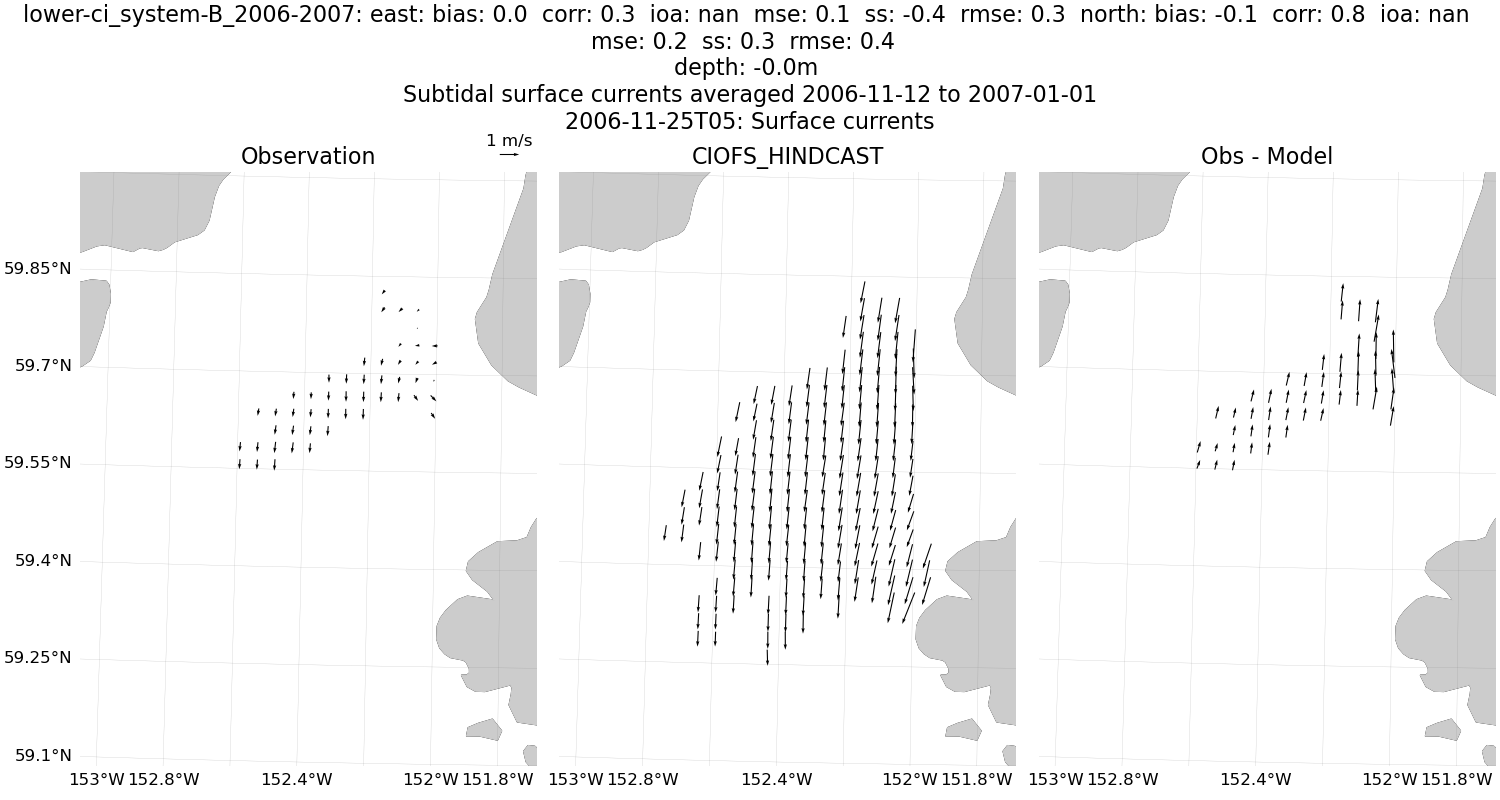 lower-ci_system-B_2006-2007: east: bias: 0.0  corr: 0.3  ioa: nan  mse: 0.1  ss: -0.4  rmse: 0.3  north: bias: -0.1  corr: 0.8  ioa: nan
mse: 0.2  ss: 0.3  rmse: 0.4
depth: -0.0m
Subtidal surface currents averaged 2006-11-12 to 2007-01-01
2006-11-25T05: Surface currents
1 m/s
Observation
CIOFS_HINDCAST
Obs - Model
59.85°N
59.7°N
59.55°N
59.4°N
59.25°N
59.1°N
153°W 152.8°W 152.4°W 152°W 151.8°W
153°W 152.8°W 152.4°W 152°W 151.8°W
153°W 152.8°W 152.4°W 152°W 151.8°W